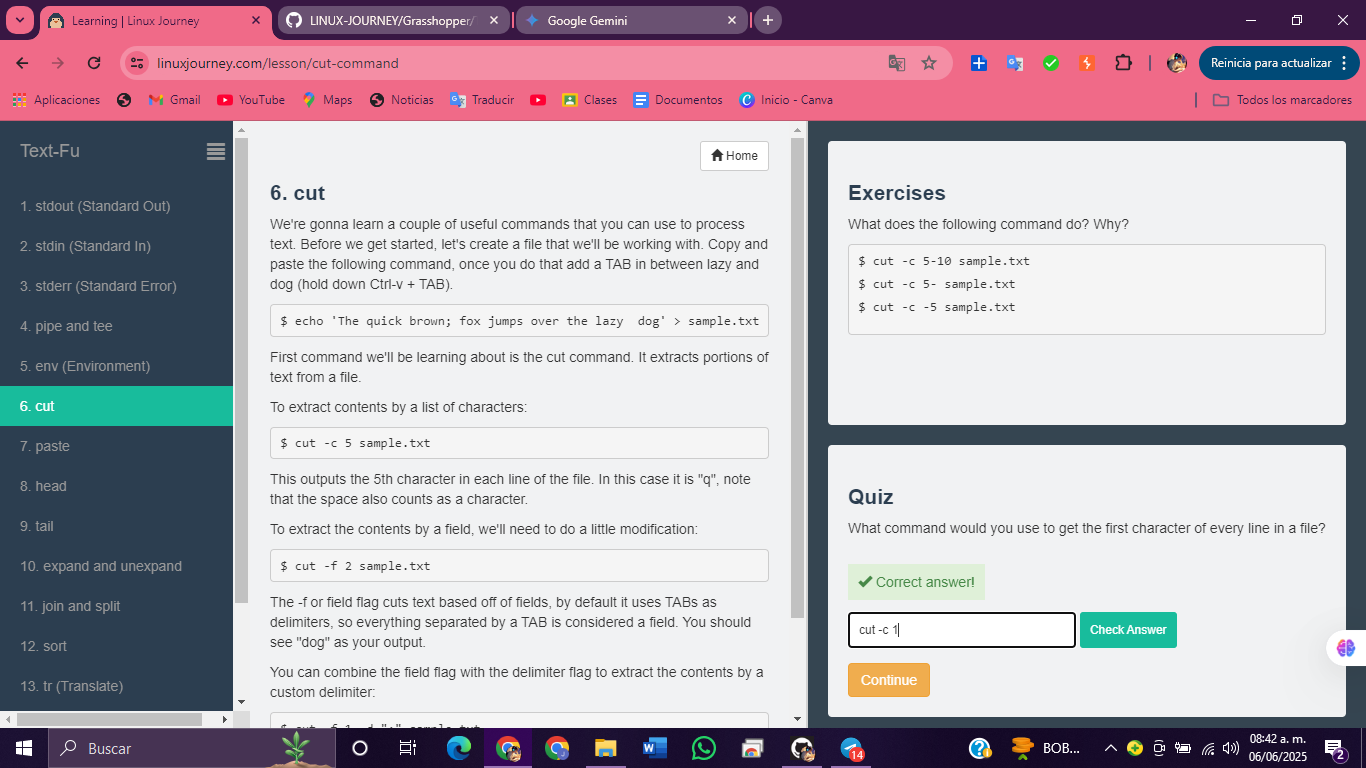 Learning | Linux Journey
LINUX-JOURNEY/Grasshopper/
Google Gemini
linuxjourney.com/lesson/cut-command
Reinicia para actualizar
Aplicaciones
Gmail
YouTube
Maps
Noticias
Traducir
Clases
Documentos
Inicio - Canva
Todos los marcadores
Text-Fu
1. stdout (Standard Out)
2. stdin (Standard In)
3. stderr (Standard Error)
4. pipe and tee
5. env (Environment)
6. cut
7. paste
8. head
9. tail
10. expand and unexpand
11. join and split
12. sort
13. tr (Translate)
Home
6. cut
We're gonna learn a couple of useful commands that you can use to process
text. Before we get started, let's create a file that we'll be working with. Copy and
paste the following command, once you do that add a TAB in between lazy and
dog (hold down Ctrl-v + TAB).
$ echo 'The quick brown; fox jumps over the lazy  dog' > sample.txt
First command we'll be learning about is the cut command. It extracts portions of
text from a file.
To extract contents by a list of characters:
$ cut -c 5 sample.txt
This outputs the 5th character in each line of the file. In this case it is "q", note
that the space also counts as a character.
To extract the contents by a field, we'll need to do a little modification:
$ cut -f 2 sample.txt
The -f or field flag cuts text based off of fields, by default it uses TABs as
delimiters, so everything separated by a TAB is considered a field. You should
see "dog" as your output.
You can combine the field flag with the delimiter flag to extract the contents by a
custom delimiter:
$ cut -f 1 -d ";" sample.txt
Exercises
What does the following command do? Why?
$ cut -c 5-10 sample.txt
$ cut -c 5- sample.txt
$ cut -c -5 sample.txt
Quiz
What command would you use to get the first character of every line in a file?
Correct answer!
cut -c 1
Check Answer
Continue
Buscar
14
BOB...
08:42 a. m.
06/06/2025
2